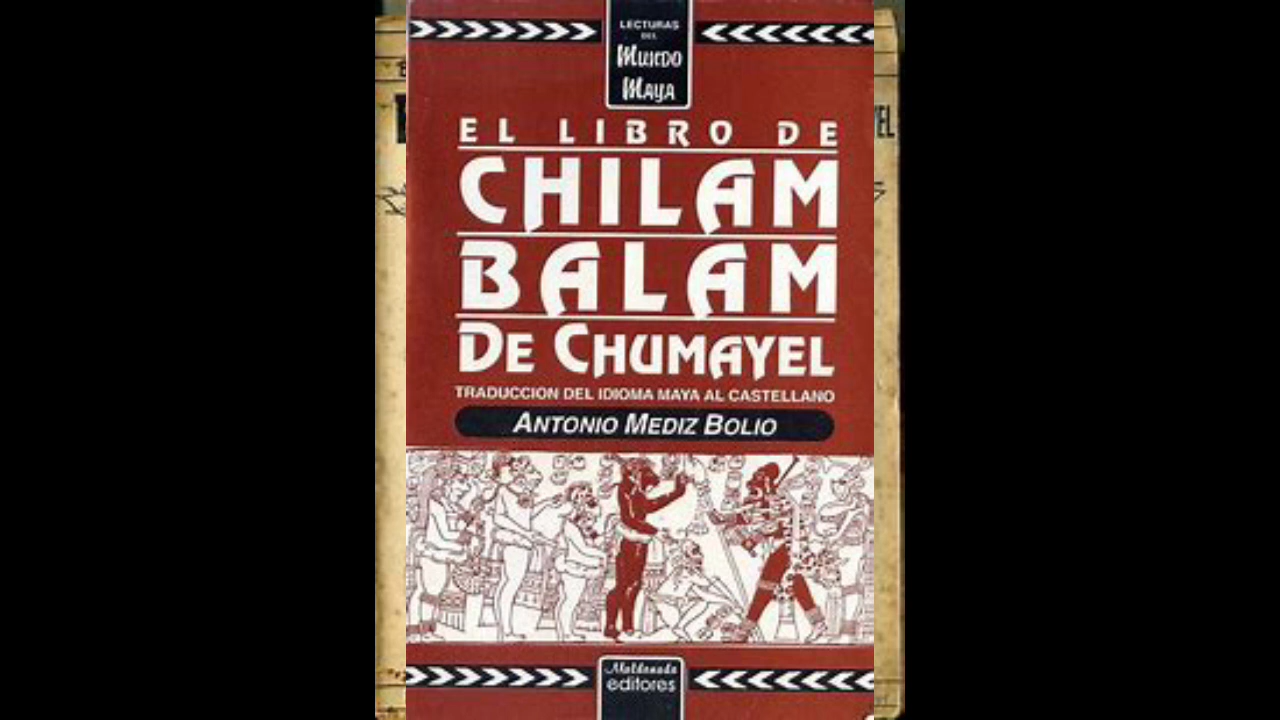 LECTURAS
DEL
MUNDO
MAYA
EL LIBRO DE
CHILAM
BALAM
DE CHUMAYEL
TRADUCCION DEL IDIOMA MAYA AL CASTELLANO
ANTONIO MEDIZ BOLIO
Maldonado
editores